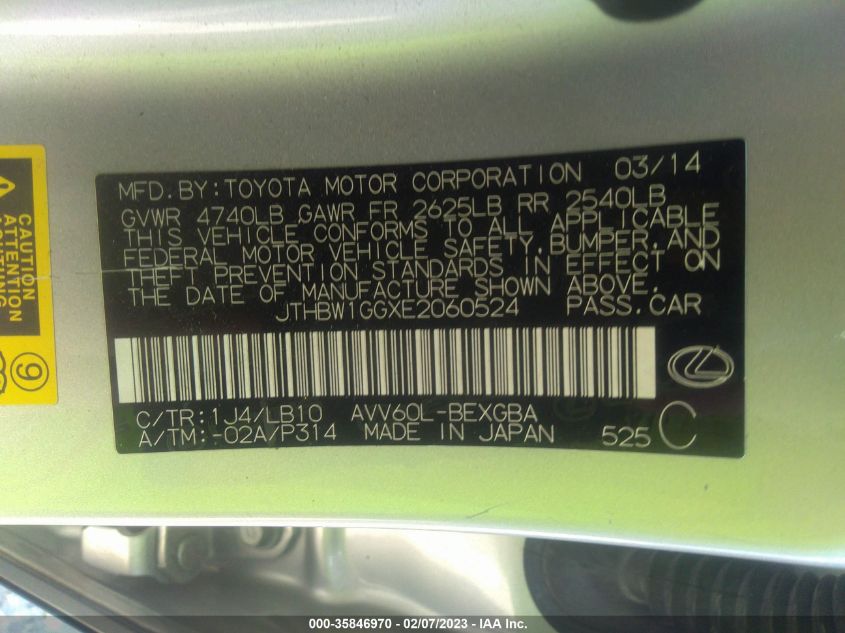 MFD.BY:TOYOTA MOTOR CORPORATION 03/14
GVWR 4740LB GAWR FR 2625LB RR 2540LB
THIS VEHICLE CONFORMS TO ALL APPLICABLE
FEDERAL MOTOR VEHICLE SAFETY,BUMPER,AND
THEFT PREVENTION STANDARDS IN EFFECT ON
THE DATE OF MANUFACTURE SHOWN ABOVE.
JTHBW1GGXE2060524 PASS.CAR
C/TR:1J4/LB10 AVV60L-BEXGBA
A/TM:-02A/P314 MADE IN JAPAN 525 C
CAUTION
ATTENTION
9
000-35846970 - 02/07/2023 - IAA Inc.